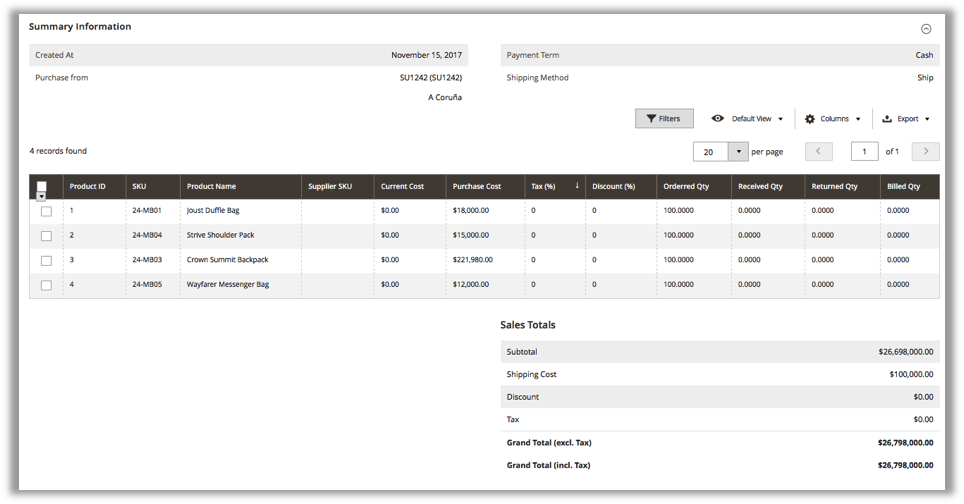 Summary Information
Created At November 15, 2017
Purchase from SU1242 (SU1242)
A Coruña
Payment Term Cash
Shipping Method Ship
Filters Default View Columns Export
4 records found 20 per page 1 of 1
Product ID SKU Product Name Supplier SKU Current Cost Purchase Cost Tax (%) ↓ Discount (%) Orderred Qty Received Qty Returned Qty Billed Qty
1 24-MB01 Joust Duffle Bag $0.00 $18,000.00 0 0 100.0000 0.0000 0.0000 0.0000
2 24-MB04 Strive Shoulder Pack $0.00 $15,000.00 0 0 100.0000 0.0000 0.0000 0.0000
3 24-MB03 Crown Summit Backpack $0.00 $221,980.00 0 0 100.0000 0.0000 0.0000 0.0000
4 24-MB05 Wayfarer Messenger Bag $0.00 $12,000.00 0 0 100.0000 0.0000 0.0000 0.0000
Sales Totals
Subtotal $26,698,000.00
Shipping Cost $100,000.00
Discount $0.00
Tax $0.00
Grand Total (excl. Tax) $26,798,000.00
Grand Total (incl. Tax) $26,798,000.00